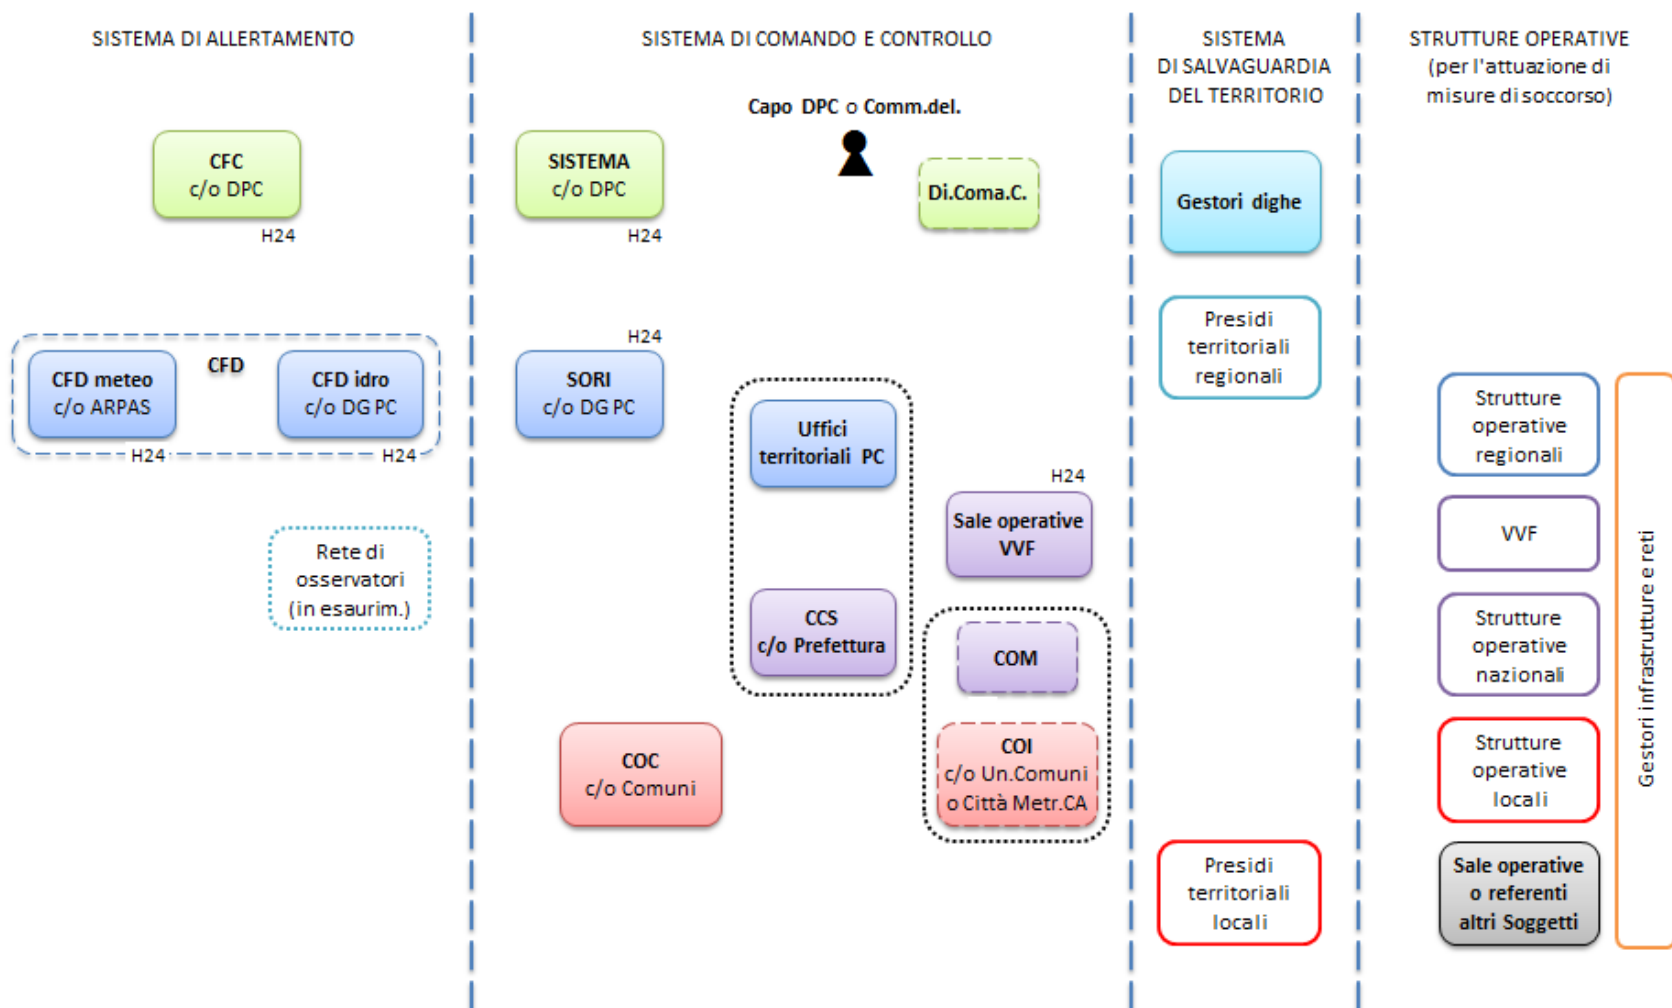 SISTEMA DI ALLERTAMENTO
CFC
c/o DPC
H24
CFD
CFD meteo
c/o ARPAS
H24
CFD idro
c/o DG PC
H24
Rete di
osservatori
(in esaurim.)
SISTEMA DI COMANDO E CONTROLLO
Capo DPC o Comm.del.
SISTEMA
c/o DPC
H24
Di.Coma.C.
H24
SORI
c/o DG PC
Uffici
territoriali PC
H24
Sale operative
VVF
CCS
c/o Prefettura
COM
COC
c/o Comuni
COI
c/o Un.Comuni
o Città Metr.CA
SISTEMA
DI SALVAGUARDIA
DEL TERRITORIO
Gestori dighe
Presidi
territoriali
regionali
Presidi
territoriali
locali
STRUTTURE OPERATIVE
(per l'attuazione di
misure di soccorso)
Strutture
operative
regionali
VVF
Strutture
operative
nazionali
Strutture
operative
locali
Sale operative
o referenti
altri Soggetti
Gestori infrastrutture e reti